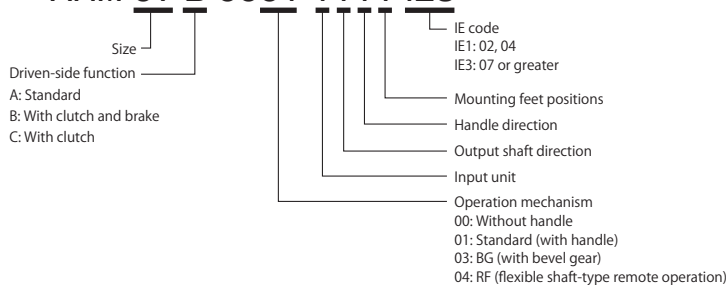 Size
Driven-side function
A: Standard
B: With clutch and brake
C: With clutch
IE code
IE1: 02, 04
IE3: 07 or greater
Mounting feet positions
Handle direction
Output shaft direction
Input unit
Operation mechanism
00: Without handle
01: Standard (with handle)
03: BG (with bevel gear)
04: RF (flexible shaft-type remote operation)